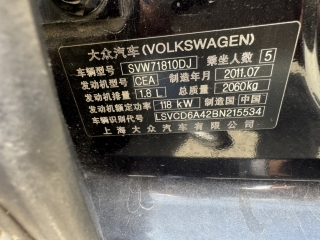 大众汽车(VOLKSWAGEN)
车辆型号 SVW71810DJ 乘坐人数 5
发动机型号 CEA 制造年月 2011.07
发动机排量 1.8 L 总质量 2060kg
发动机额定功率 118 kW 制造国 中国
车辆识别代号 LSVCD6A42BN215534
上海大众汽车有限公司